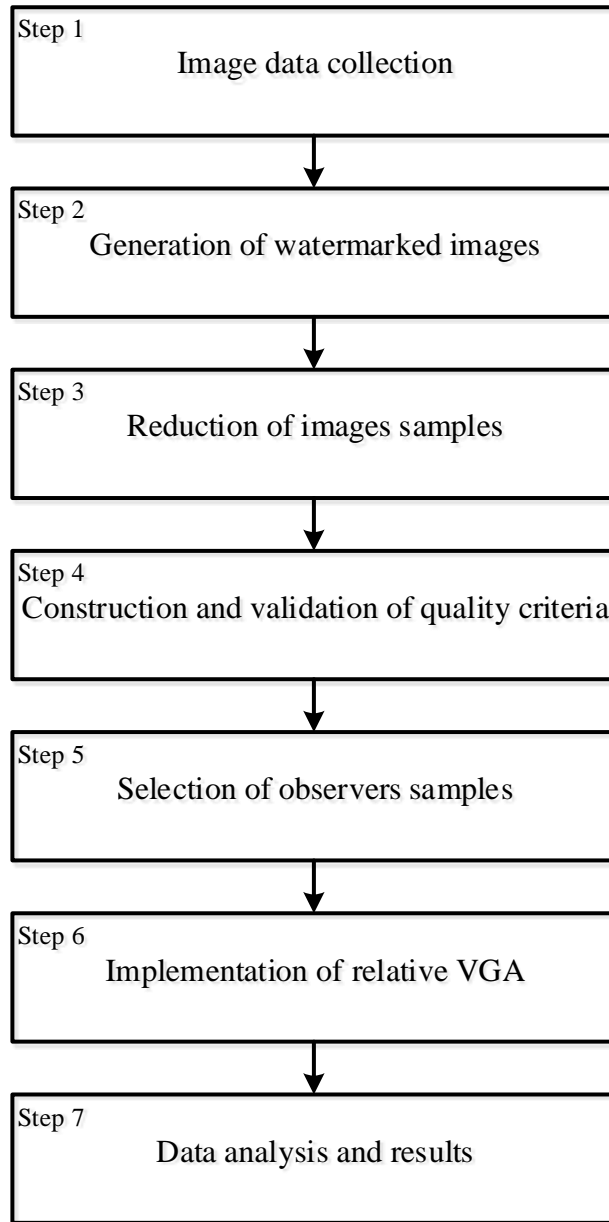 Step 1
Image data collection
Step 2
Generation of watermarked images
Step 3
Reduction of images samples
Step 4
Construction and validation of quality criteria
Step 5
Selection of observers samples
Step 6
Implementation of relative VGA
Step 7
Data analysis and results